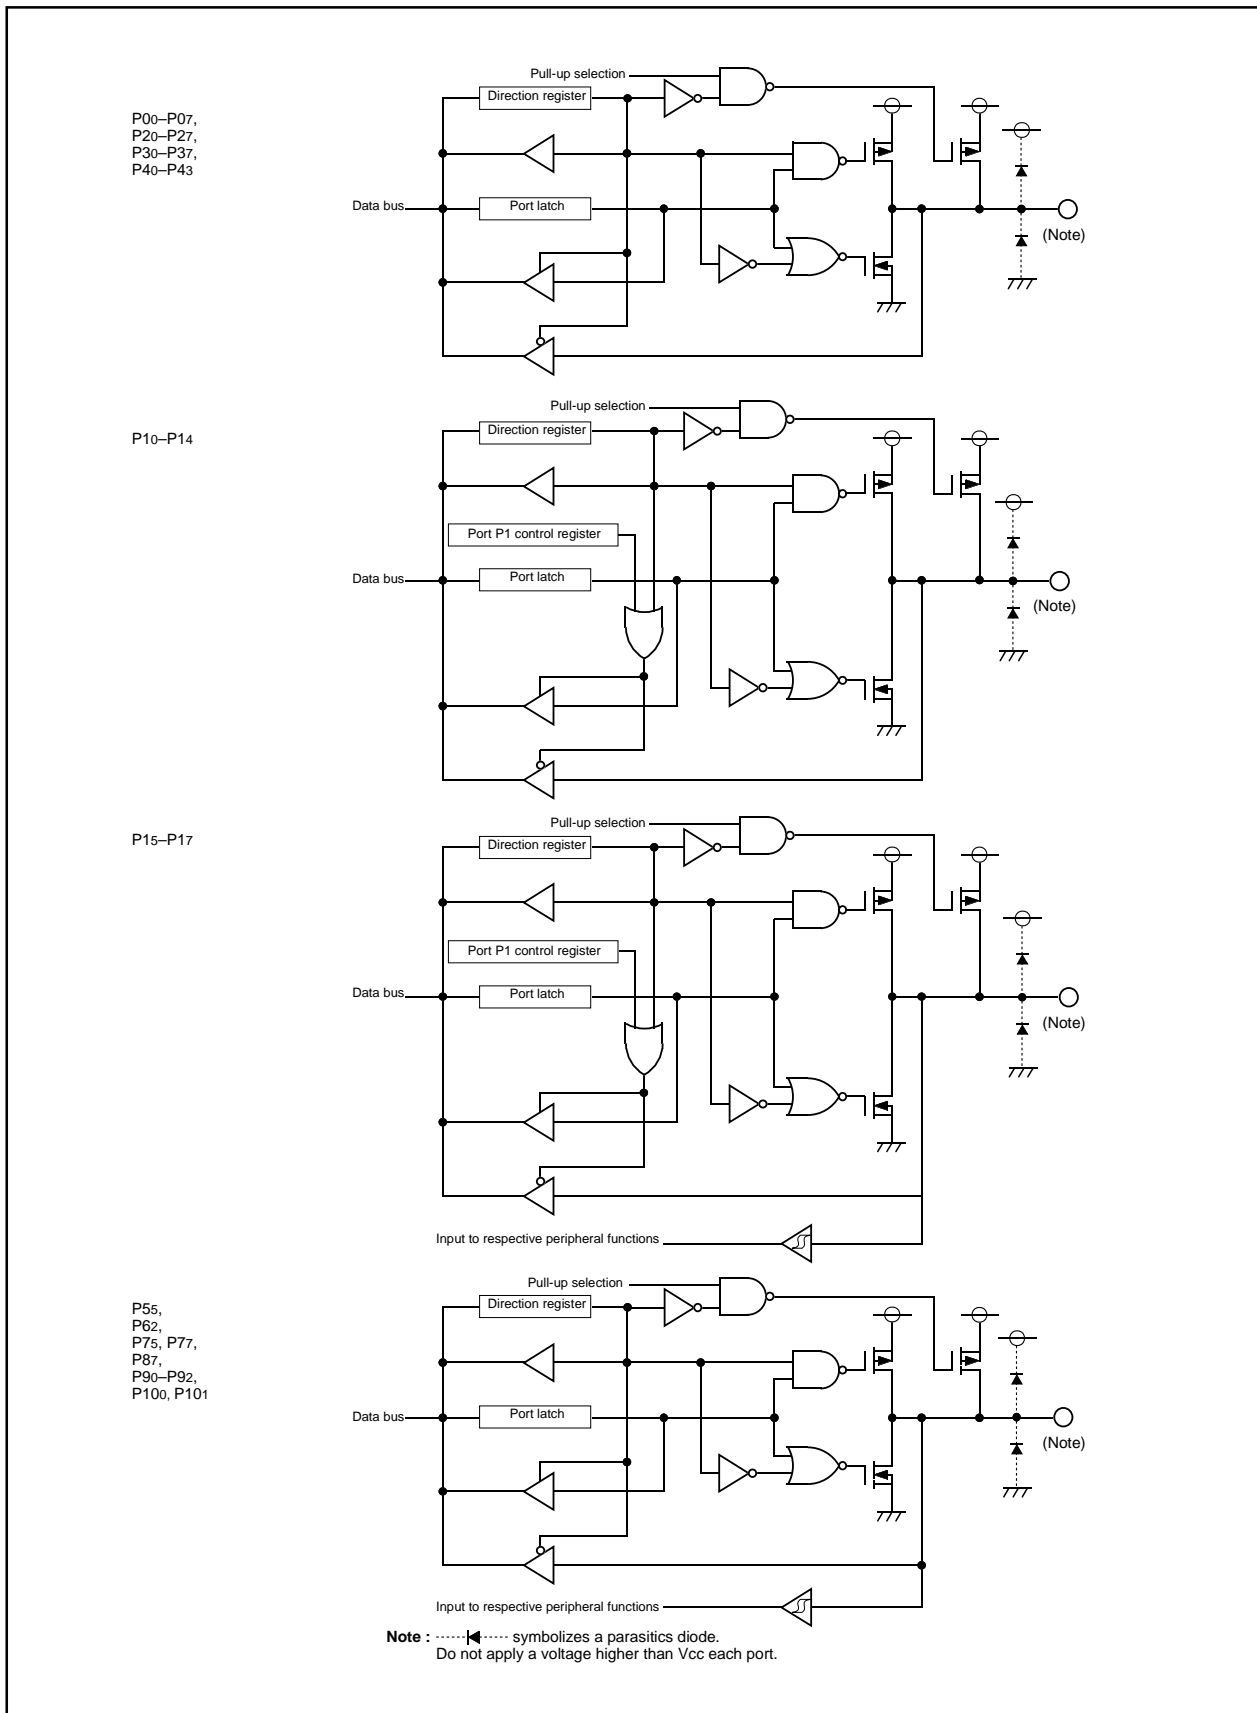 Pull-up selection
Direction register
P00–P07,
P20–P27,
P30–P37,
P40–P43
Data bus
Port latch
(Note)
Pull-up selection
Direction register
P10–P14
Port P1 control register
Data bus
Port latch
(Note)
Pull-up selection
Direction register
P15–P17
Port P1 control register
Data bus
Port latch
(Note)
Input to respective peripheral functions
Pull-up selection
Direction register
P55,
P62,
P75, P77,
P87,
P90–P92,
P100, P101
Data bus
Port latch
(Note)
Input to respective peripheral functions
Note : symbolizes a parasitics diode.
Do not apply a voltage higher than Vcc each port.